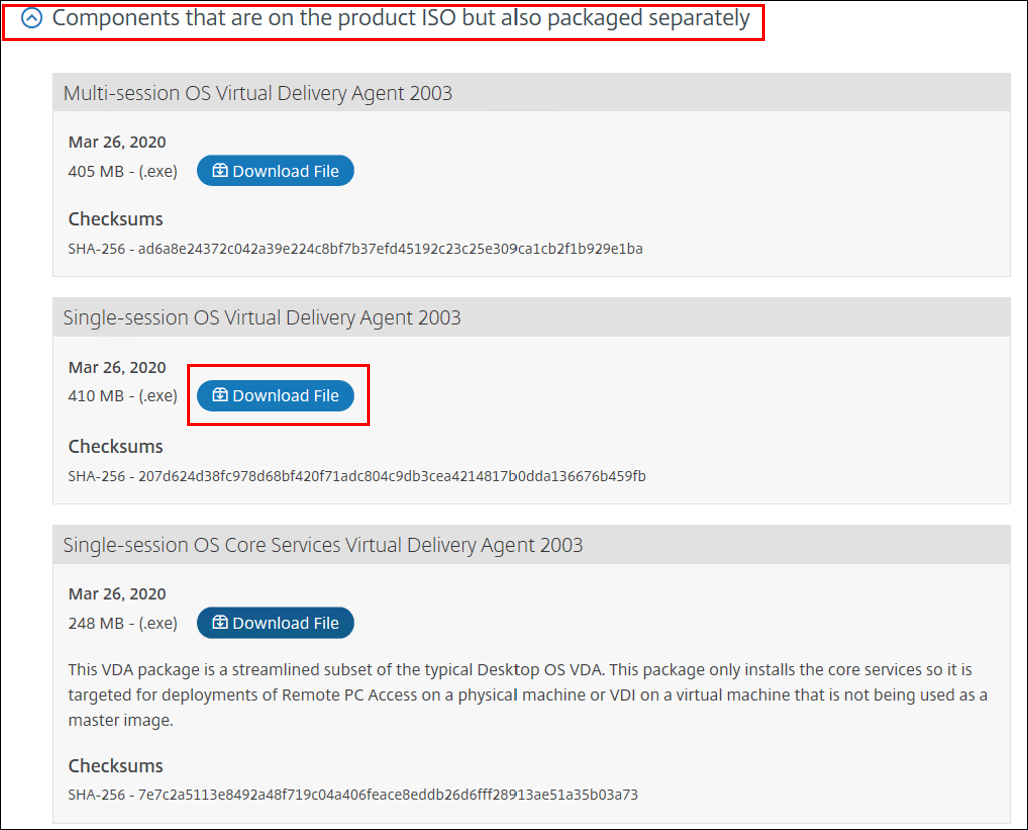 Components that are on the product ISO but also packaged separately
Multi-session OS Virtual Delivery Agent 2003
Mar 26, 2020
405 MB - (.exe) Download File
Checksums
SHA-256 - ad6a8e24372c042a39e224c8bf7b37efd45192c23c25e309ca1cb2f1b929e1ba
Single-session OS Virtual Delivery Agent 2003
Mar 26, 2020
410 MB - (.exe) Download File
Checksums
SHA-256 - 207d624d38fc978d68bf420f71adc804c9db3cea4214817b0dda136676b459fb
Single-session OS Core Services Virtual Delivery Agent 2003
Mar 26, 2020
248 MB - (.exe) Download File
This VDA package is a streamlined subset of the typical Desktop OS VDA. This package only installs the core services so it is
targeted for deployments of Remote PC Access on a physical machine or VDI on a virtual machine that is not being used as a
master image.
Checksums
SHA-256 - 7e7c2a5113e8492a48f719c04a406feace8eddb26d6fff28913ae51a35b03a73